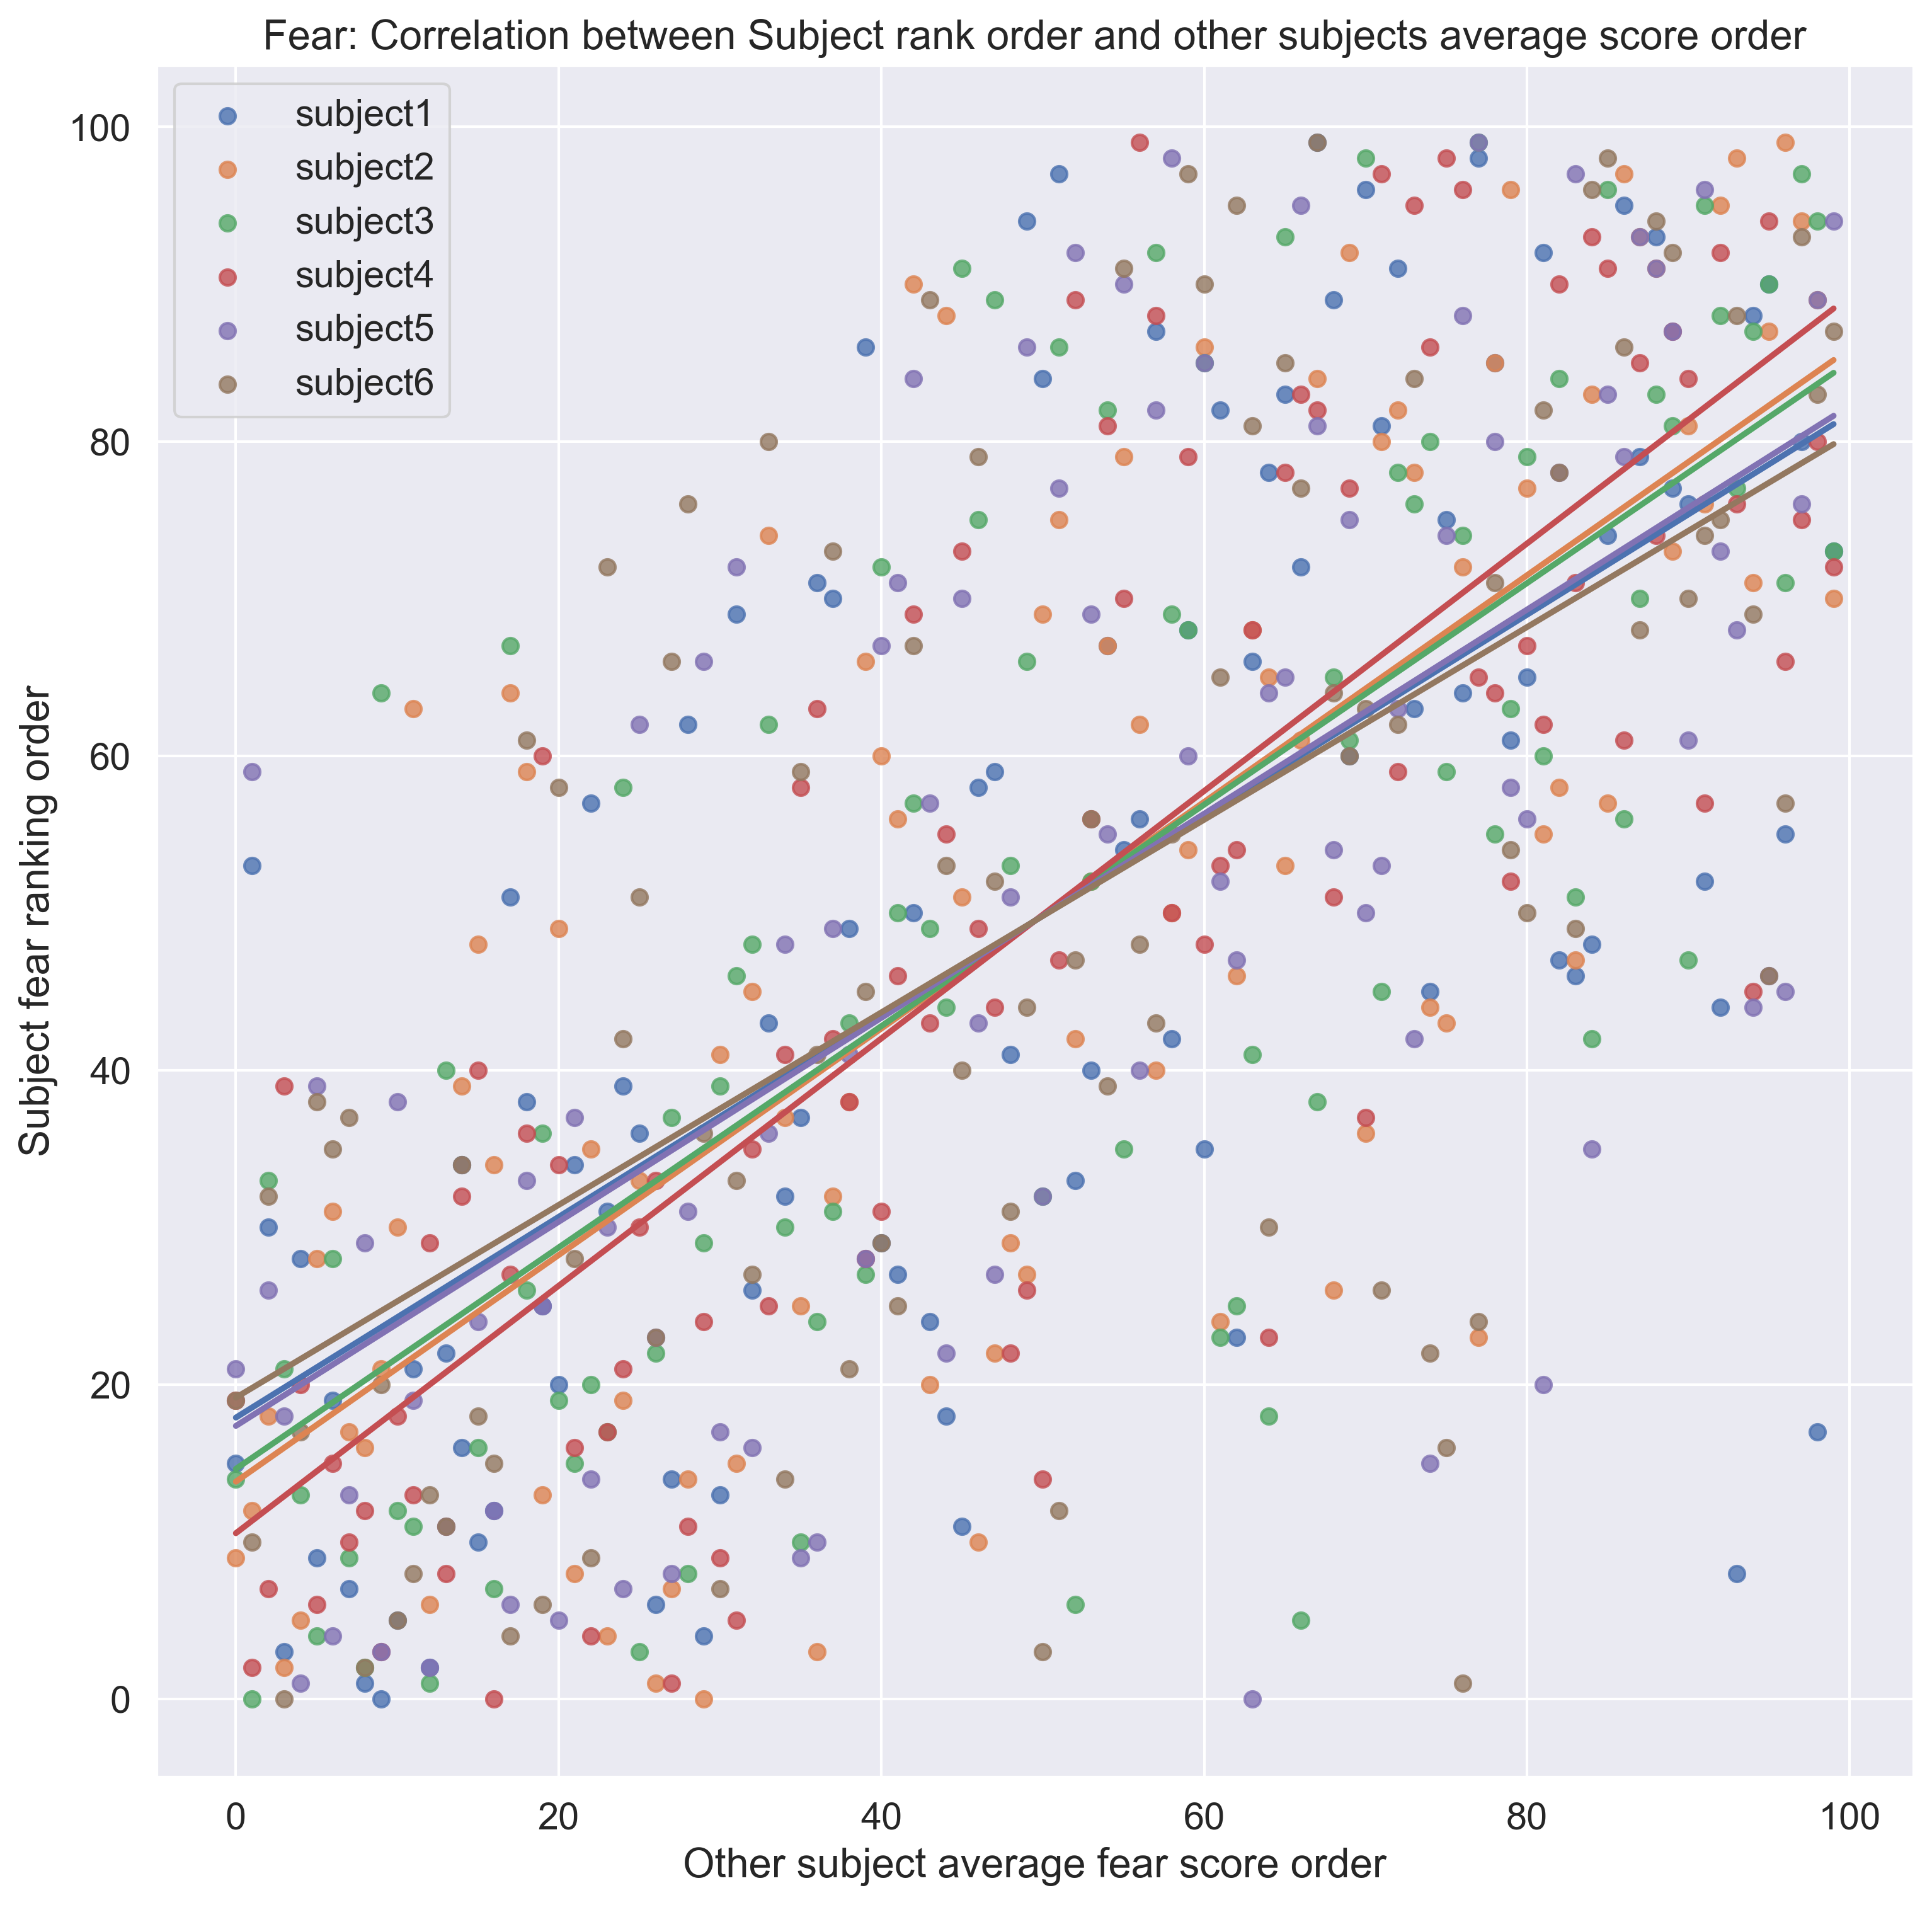 Fear: Correlation between Subject rank order and other subjects average score order
subject1
subject2
subject3
subject4
subject5
subject6
100
80
60
40
20
0
Subject fear ranking order
0 20 40 60 80 100
Other subject average fear score order